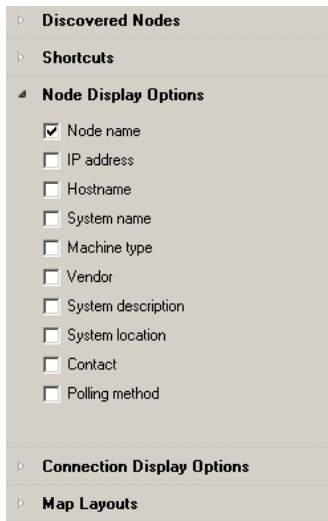 Discovered Nodes
Shortcuts
Node Display Options
Node name
IP address
Hostname
System name
Machine type
Vendor
System description
System location
Contact
Polling method
Connection Display Options
Map Layouts